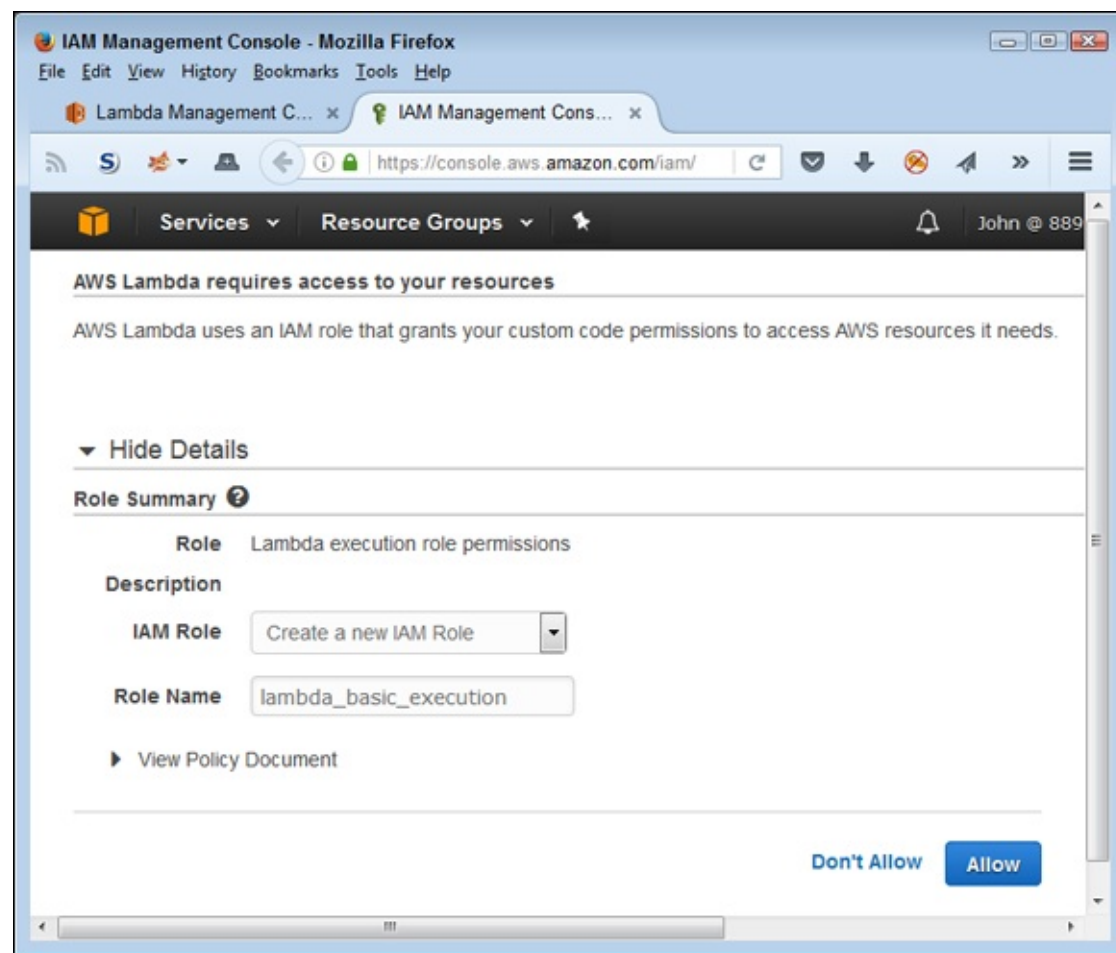 IAM Management Console - Mozilla Firefox
File Edit View History Bookmarks Tools Help
Lambda Management C... × IAM Management Cons... ×
S https://console.aws.amazon.com/iam/ »
Services Resource Groups John @ 889
AWS Lambda requires access to your resources
AWS Lambda uses an IAM role that grants your custom code permissions to access AWS resources it needs.
Hide Details
Role Summary ?
Role Lambda execution role permissions
Description
IAM Role Create a new IAM Role
Role Name lambda_basic_execution
View Policy Document
Don't Allow Allow